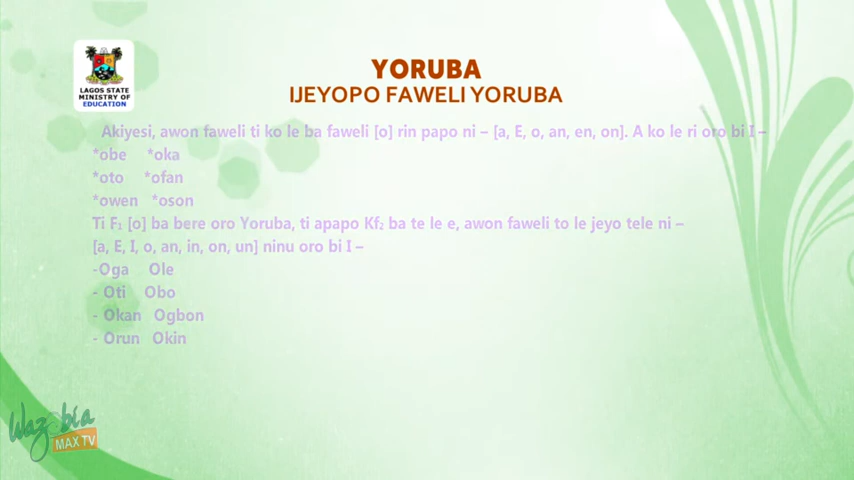 LAGOS STATE
MINISTRY OF
EDUCATION
YORUBA
IJEYOPO FAWELI YORUBA
Akiyesi, awon faweli ti ko le ba faweli [o] rin papo ni – [a, E, o, an, en, on]. A ko le ri oro bi I –
*obe *oka
*oto *ofan
*owen *oson
Ti F₁ [o] ba bere oro Yoruba, ti apapo Kf₂ ba te le e, awon faweli to le jeyo tele ni –
[a, E, I, o, an, in, on, un] ninu oro bi I –
-Oga Ole
- Oti Obo
- Okan Ogbon
- Orun Okin
Wazobia
MAX TV